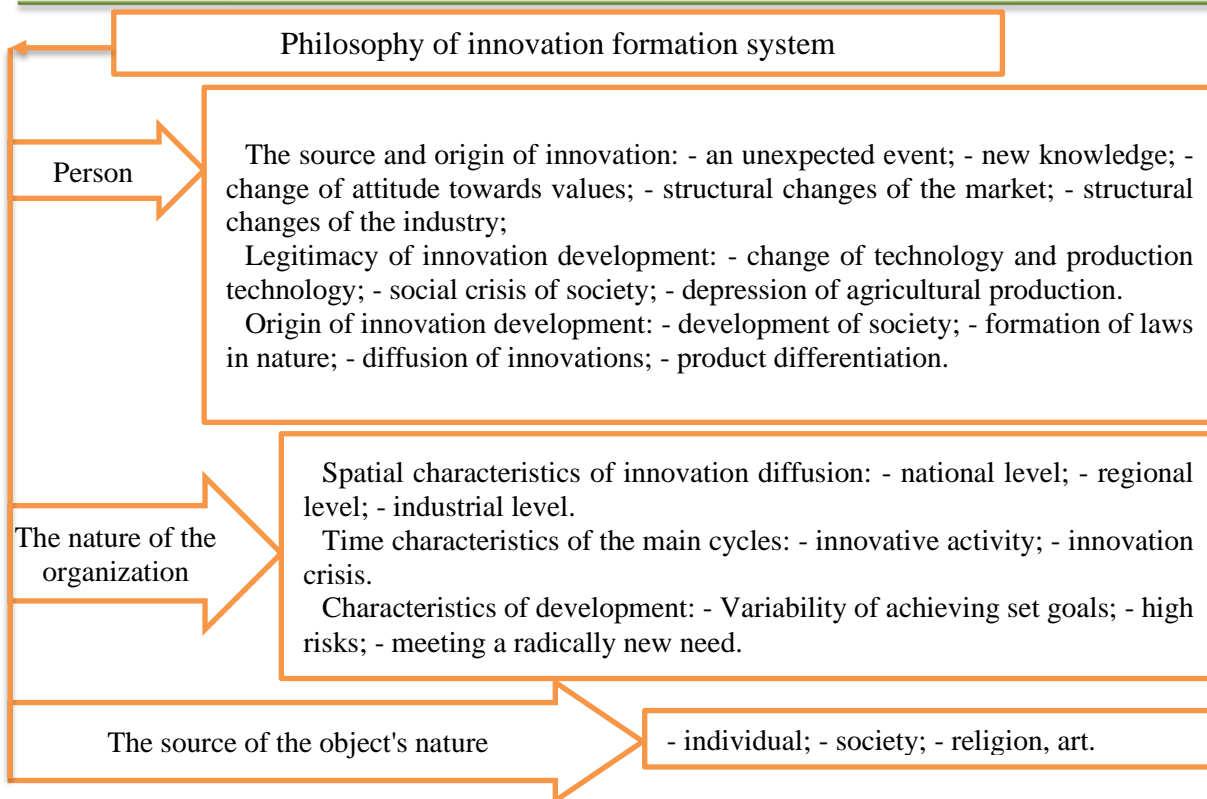 Philosophy of innovation formation system
Person
The source and origin of innovation: - an unexpected event; - new knowledge; -
change of attitude towards values; - structural changes of the market; - structural
changes of the industry;
Legitimacy of innovation development: - change of technology and production
technology; - social crisis of society; - depression of agricultural production.
Origin of innovation development: - development of society; - formation of laws
in nature; - diffusion of innovations; - product differentiation.
The nature of the
organization
Spatial characteristics of innovation diffusion: - national level; - regional
level; - industrial level.
Time characteristics of the main cycles: - innovative activity; - innovation
crisis.
Characteristics of development: - Variability of achieving set goals; - high
risks; - meeting a radically new need.
The source of the object's nature
- individual; - society; - religion, art.